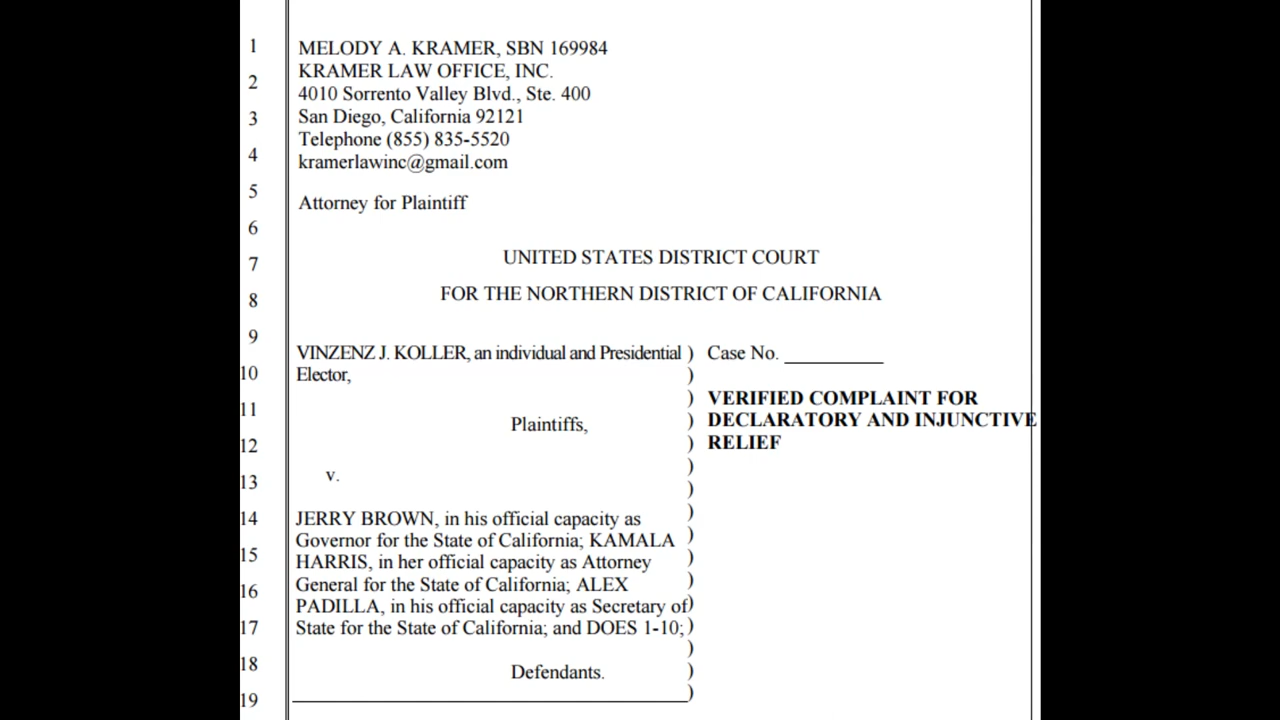 1
MELODY A. KRAMER, SBN 169984
KRAMER LAW OFFICE, INC.
2
4010 Sorrento Valley Blvd., Ste. 400
3
San Diego, California 92121
Telephone (855) 835-5520
4
kramerlawinc@gmail.com
5
Attorney for Plaintiff
6
7
UNITED STATES DISTRICT COURT
8
FOR THE NORTHERN DISTRICT OF CALIFORNIA
9
VINZENZ J. KOLLER, an individual and Presidential ) Case No. __________
10
Elector, )
11
) VERIFIED COMPLAINT FOR
Plaintiffs, ) DECLARATORY AND INJUNCTIVE
12
) RELIEF
13
v. )
)
14
JERRY BROWN, in his official capacity as )
Governor for the State of California; KAMALA )
15
HARRIS, in her official capacity as Attorney )
16
General for the State of California; ALEX )
PADILLA, in his official capacity as Secretary of )
17
State for the State of California; and DOES 1-10; )
)
18
Defendants. )
19
)